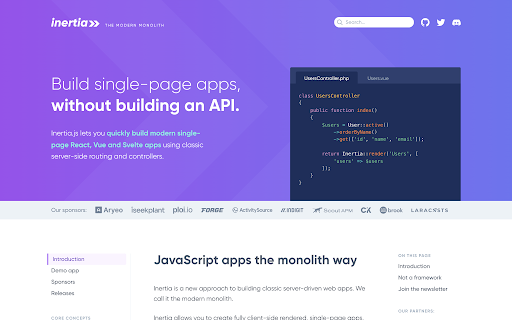 inertia
THE MODERN MONOLITH
Search...
Build single-page apps,
without building an API.
Inertia.js lets you quickly build modern single-
page React, Vue and Svelte apps using classic
server-side routing and controllers.
UsersController.php
Users.vue
class UsersController
{
public function index()
{
$users = User::active()
->orderByName()
->get(['id', 'name', 'email']);
return Inertia::render('Users', [
'users' => $users
]);
}
}
Our sponsors:
Aryeo
iseekplant
ploi.io
FORGE
ActivitySource
INDIGIT
ScoutAPM
CK
brook
LARACASTS
Introduction
Demo app
Sponsors
Releases
CORE CONCEPTS
JavaScript apps the monolith way
Inertia is a new approach to building classic server-driven web apps. We
call it the modern monolith.
Inertia allows you to create fully client-side rendered, single-page apps,
ON THIS PAGE
Introduction
Not a framework
Join the newsletter
OUR PARTNERS: